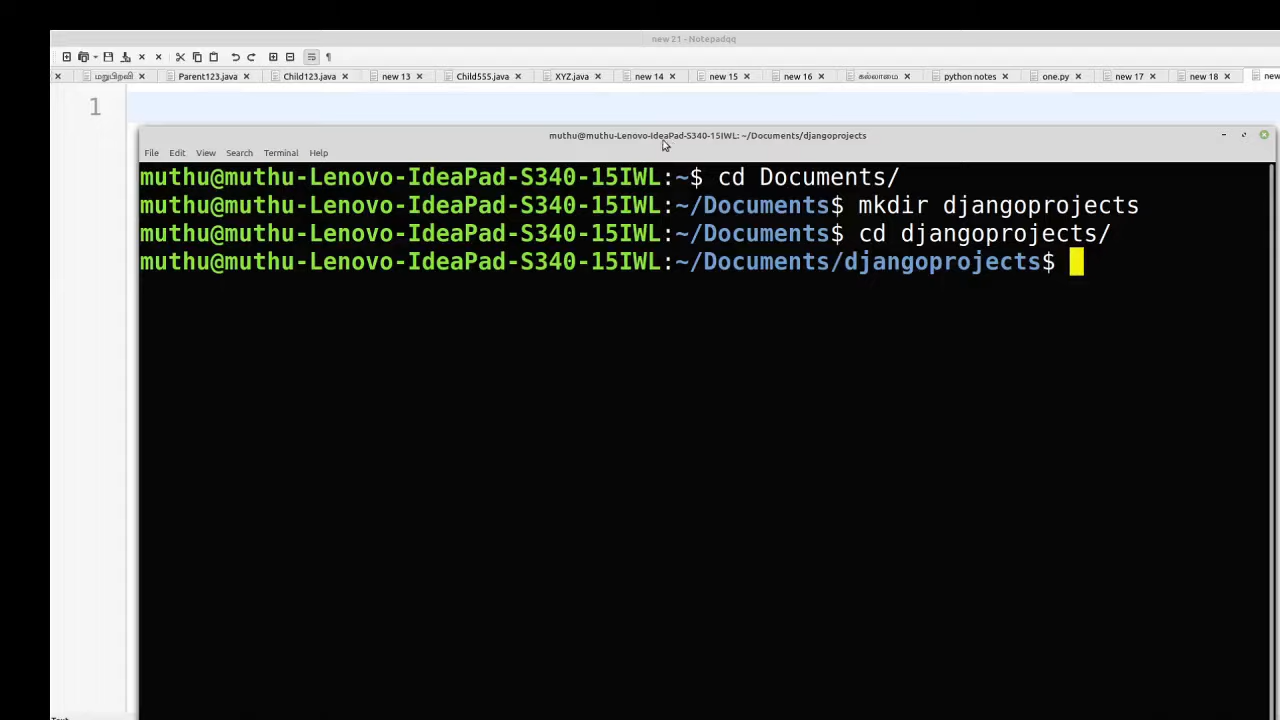 new 21 - Notepadqq
மறுபிறவி Parent123.java Child123.java new 13 Child555.java XYZ.java new 14 new 15 new 16 கல்லாமை python notes one.py new 17 new 18 new
1
muthu@muthu-Lenovo-IdeaPad-S340-15IWL: ~/Documents/djangoprojects
File Edit View Search Terminal Help
muthu@muthu-Lenovo-IdeaPad-S340-15IWL:~$ cd Documents/
muthu@muthu-Lenovo-IdeaPad-S340-15IWL:~/Documents$ mkdir djangoprojects
muthu@muthu-Lenovo-IdeaPad-S340-15IWL:~/Documents$ cd djangoprojects/
muthu@muthu-Lenovo-IdeaPad-S340-15IWL:~/Documents/djangoprojects$